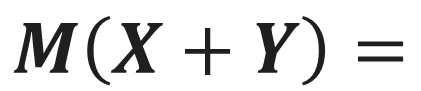 M(X + Y) =